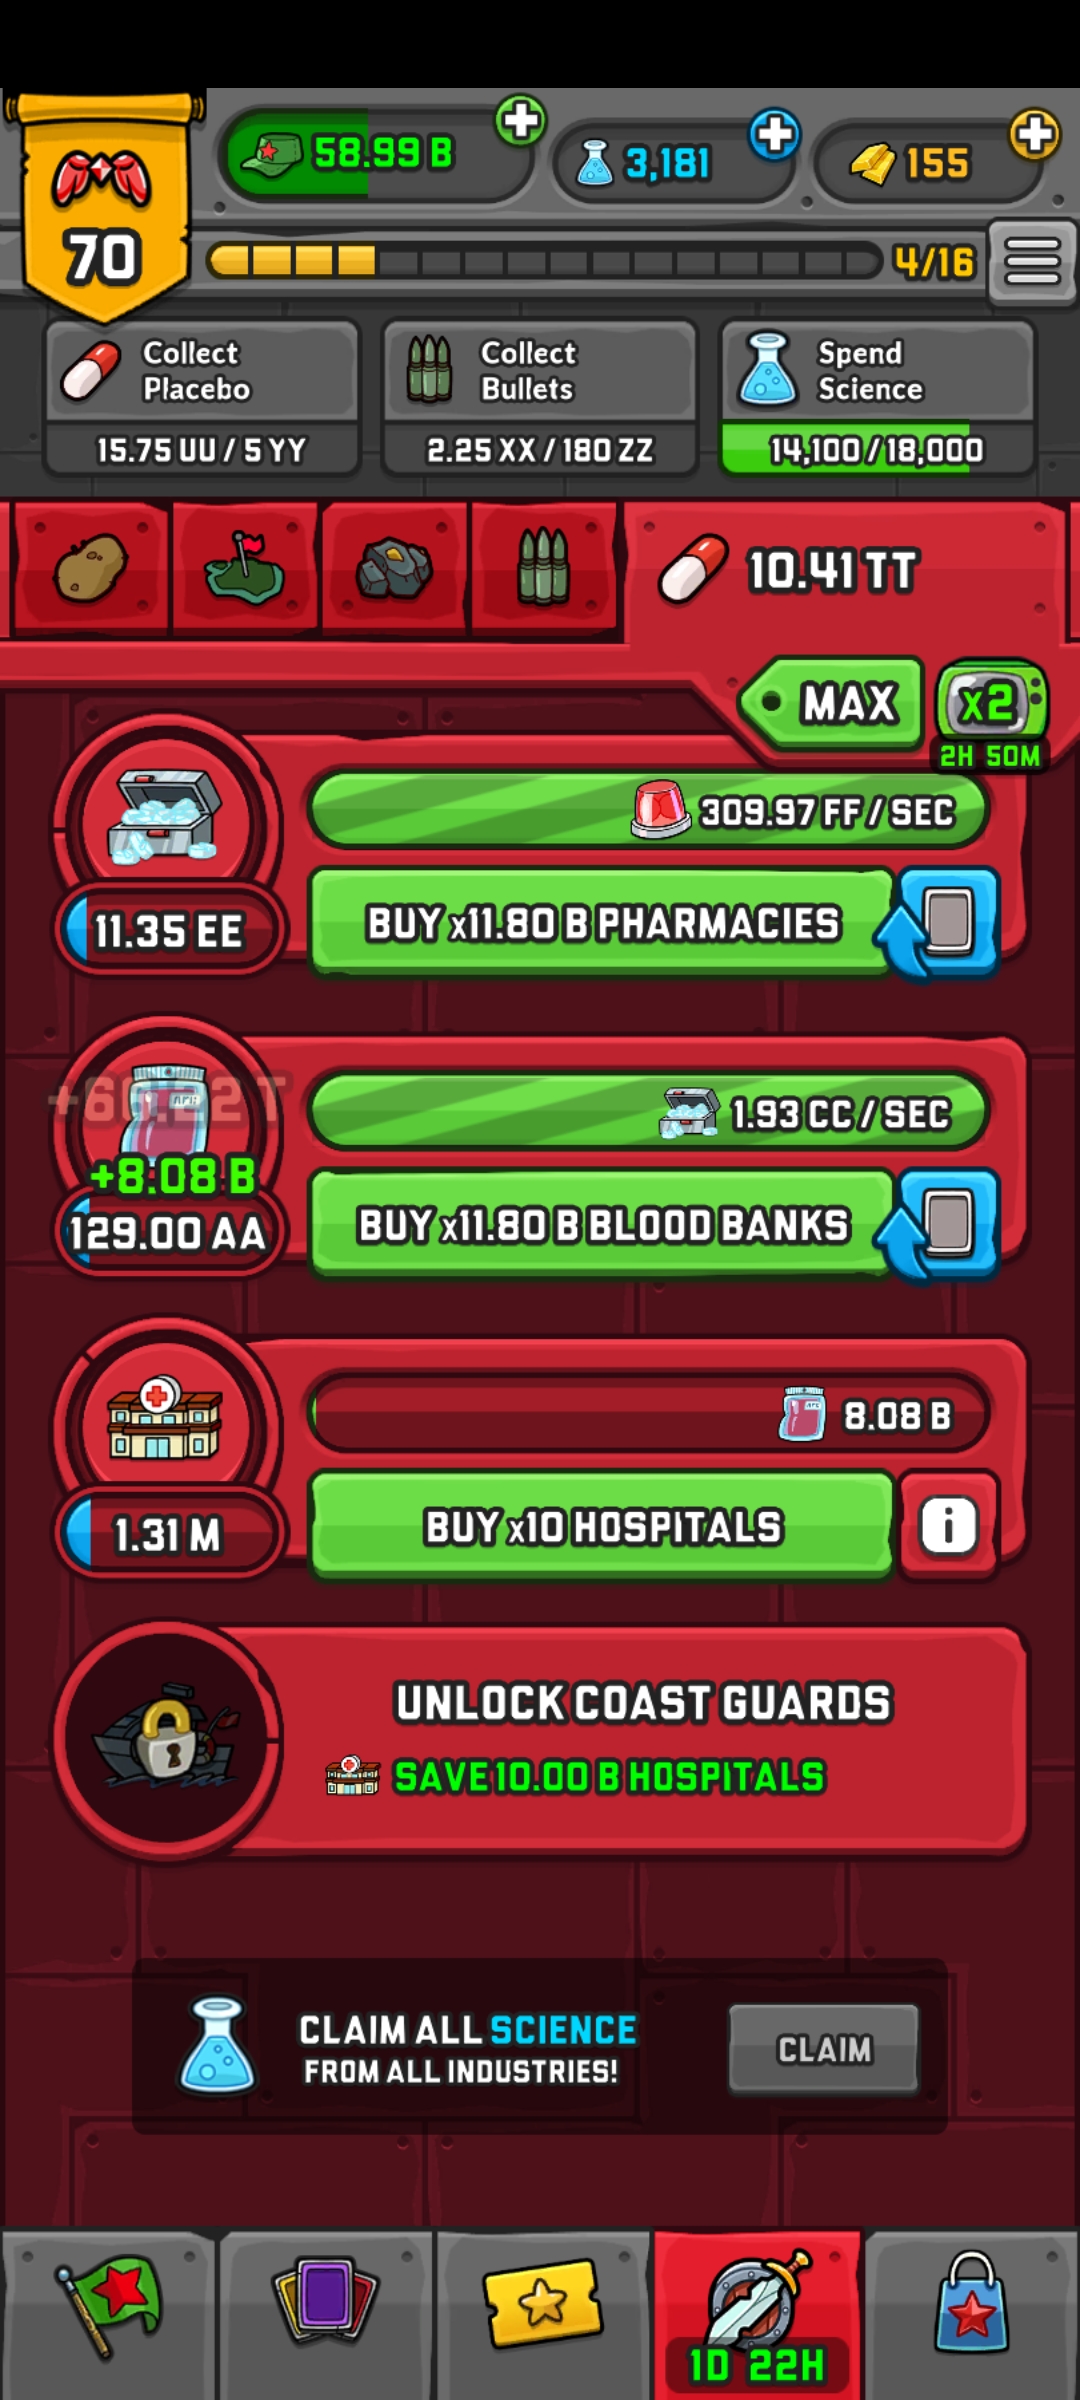 58.99 B
3,181
155
70
4/16
Collect
Placebo
15.75 UU / 5 YY
Collect
Bullets
2.25 XX / 180 ZZ
Spend
Science
14,100 / 18,000
10.41 TT
MAX
x2
2H 50M
309.97 FF / SEC
11.35 EE
BUY x11.80 B PHARMACIES
1.93 CC / SEC
+8.08 B
129.00 AA
BUY x11.80 B BLOOD BANKS
8.08 B
1.31 M
BUY x10 HOSPITALS
i
UNLOCK COAST GUARDS
SAVE 10.00 B HOSPITALS
CLAIM ALL SCIENCE
FROM ALL INDUSTRIES!
CLAIM
1D 22H